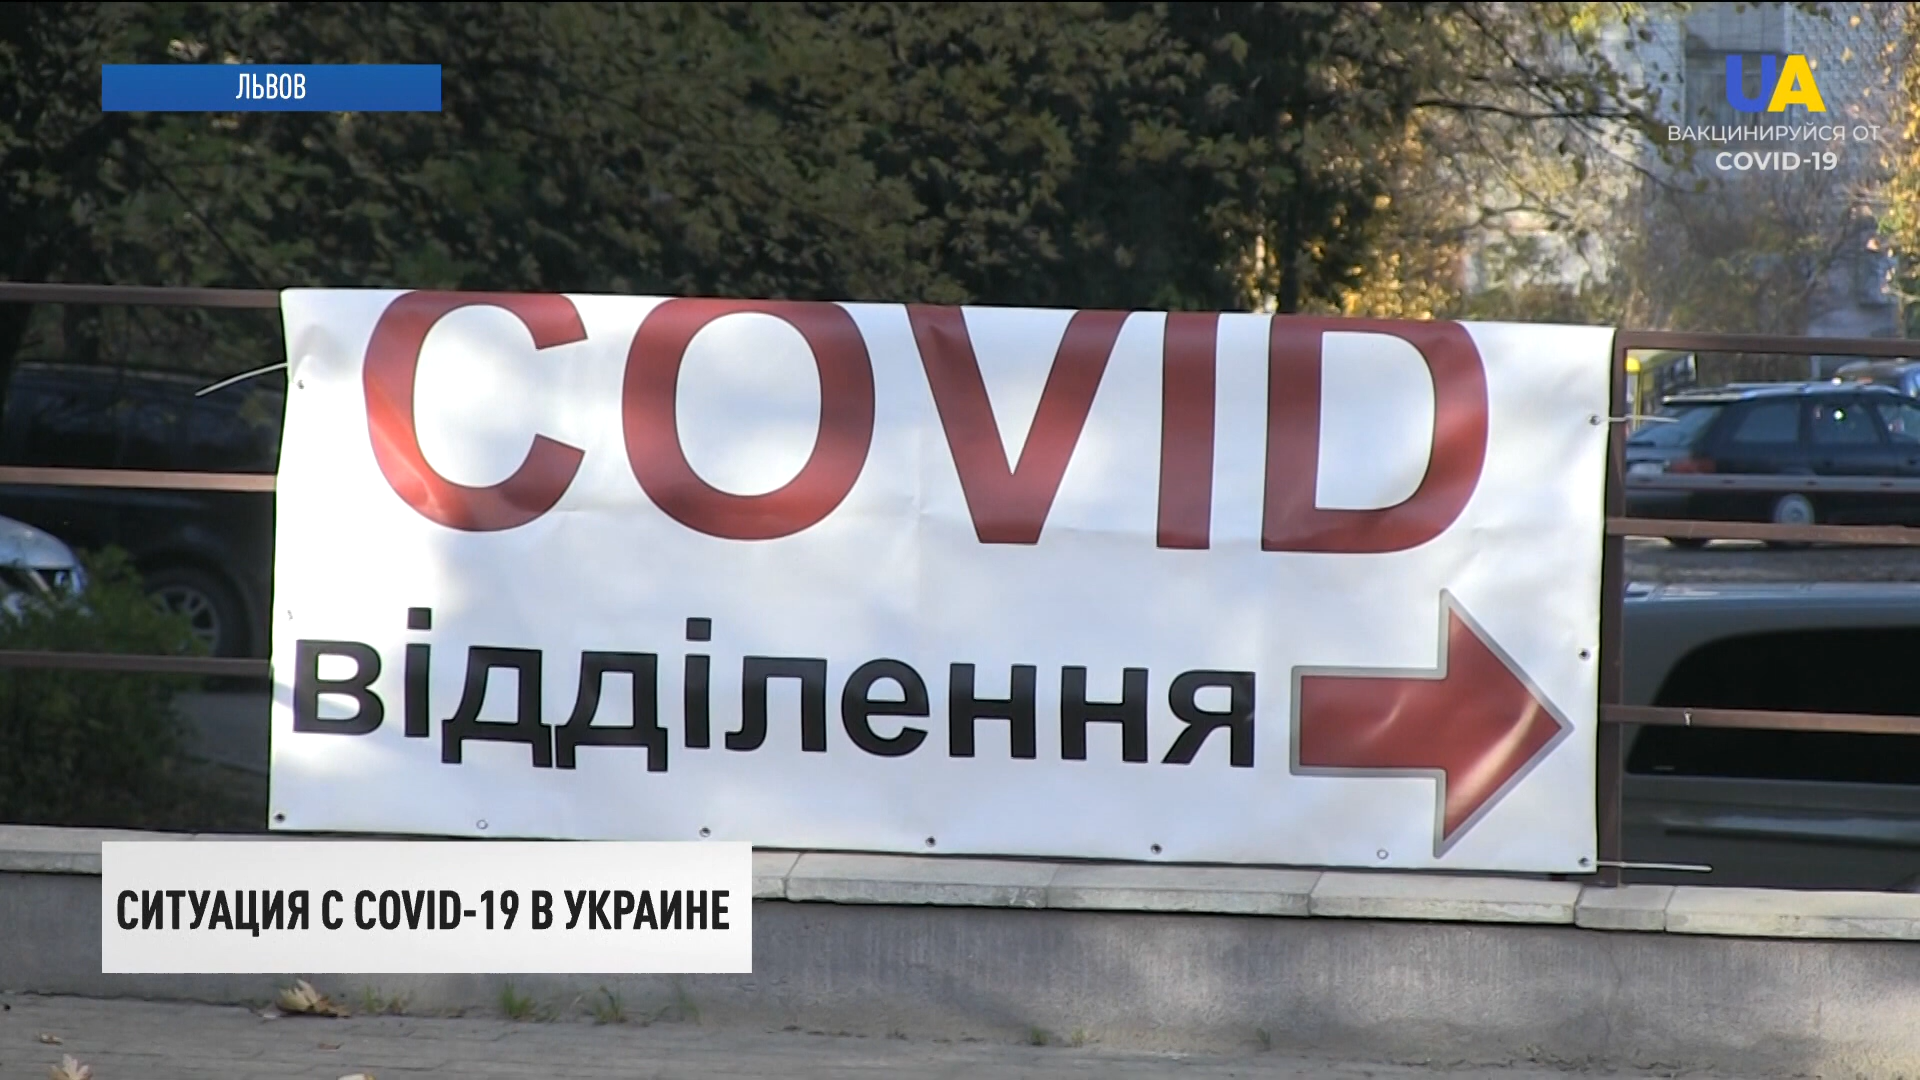 ЛЬВОВ
UA
ВАКЦИНИРУЙСЯ ОТ
COVID-19
COVID
відділення
СИТУАЦИЯ С COVID-19 В УКРАИНЕ